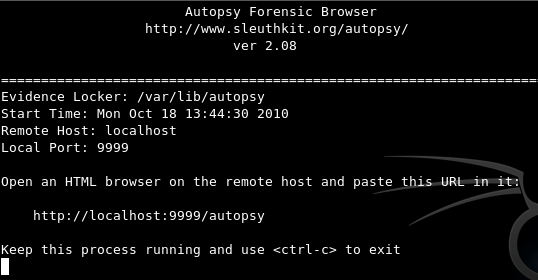 Autopsy Forensic Browser
http://www.sleuthkit.org/autopsy/
ver 2.08
====================================================================
Evidence Locker: /var/lib/autopsy
Start Time: Mon Oct 18 13:44:30 2010
Remote Host: localhost
Local Port: 9999
Open an HTML browser on the remote host and paste this URL in it:
http://localhost:9999/autopsy
Keep this process running and use <ctrl-c> to exit